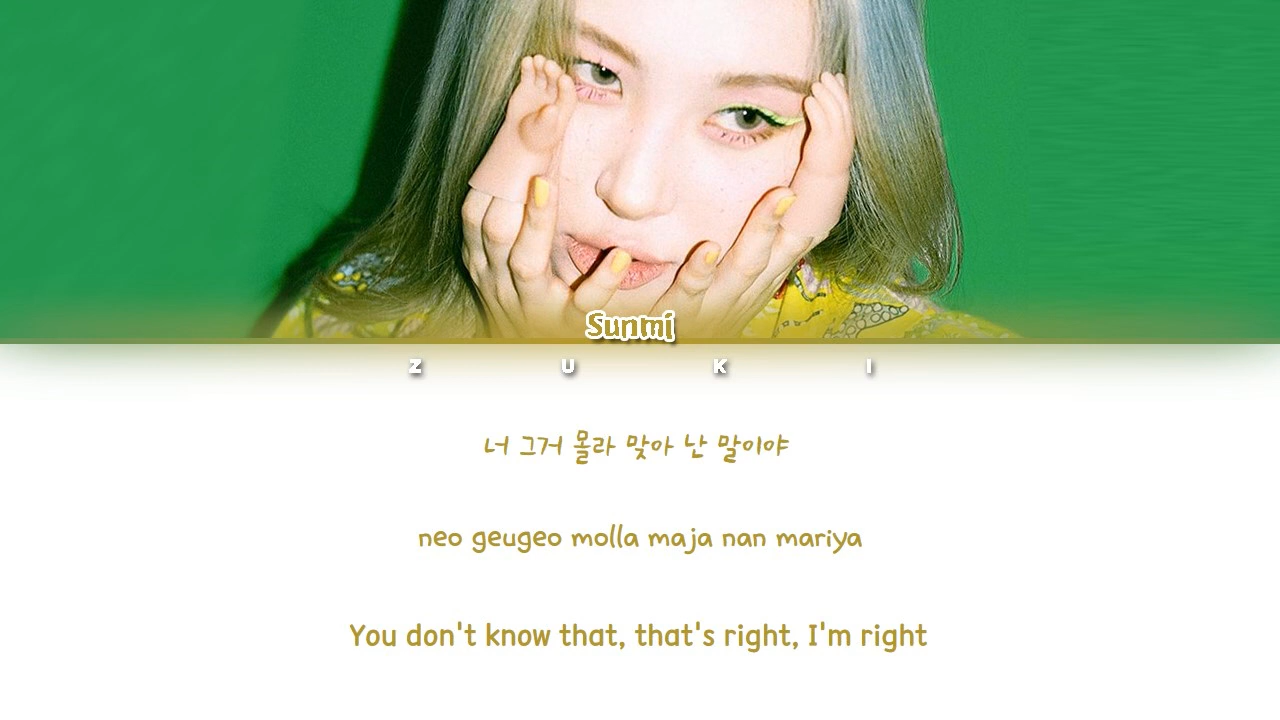 Sunmi
Z U K I
너 그거 몰라 맞아 난 말이야
neo geugeo molla maja nan mariya
You don't know that, that's right, I'm right